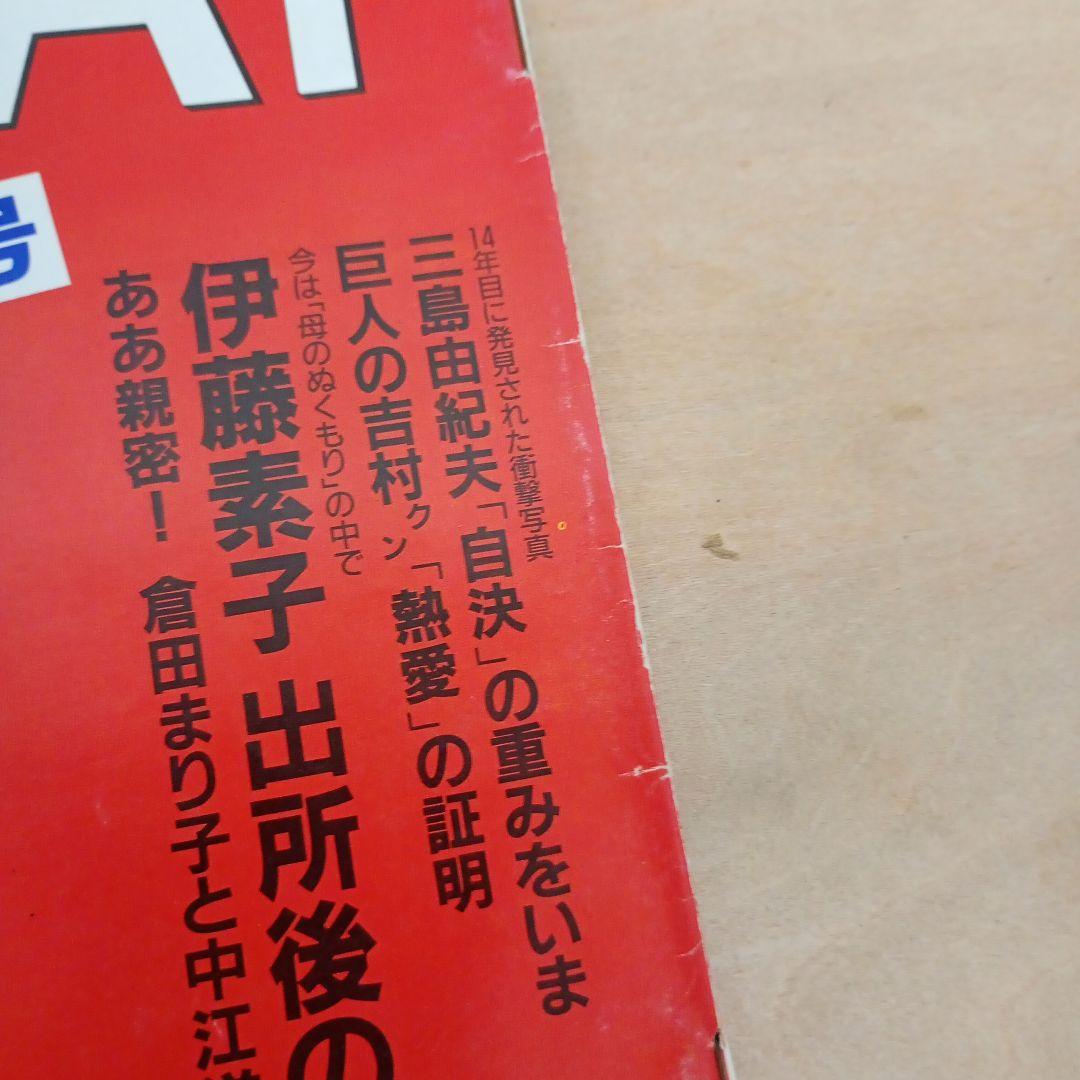 号
14年目に発見された衝撃写真
三島由紀夫「自決」の重みをいま
巨人の吉村クン「熱愛」の証明
今は「母のぬくもり」の中で
伊藤素子 出所後の
ああ親密! 倉田まり子と中江